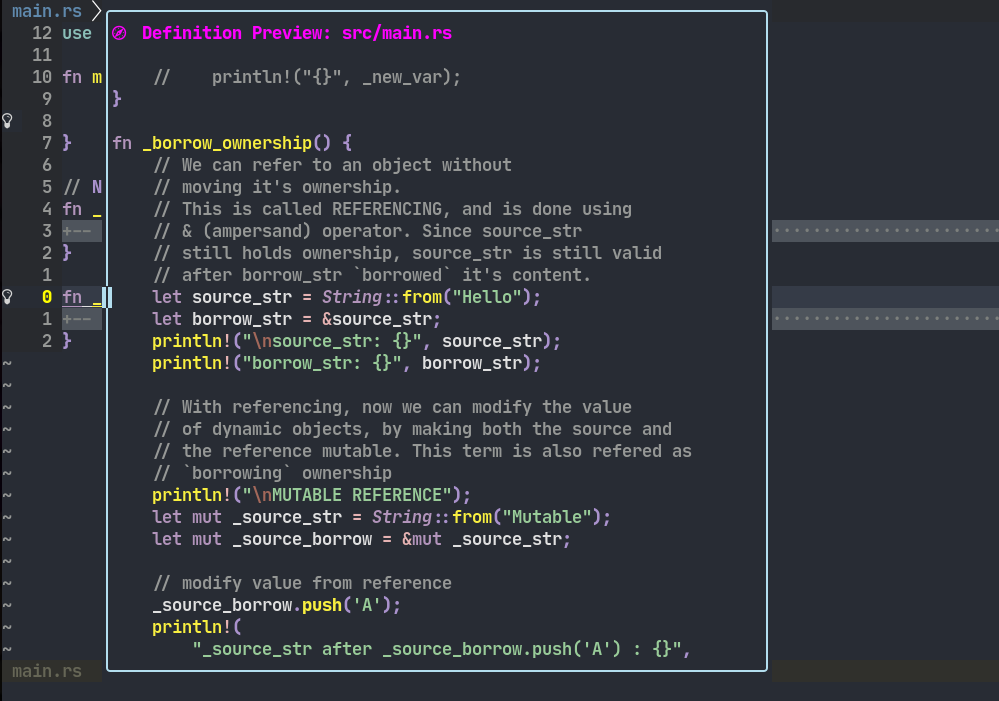 main.rs
12 use
11
10 fn m
9
8
7 }
6
5 // N
4 fn _
3 +--
2 }
1
0 fn _
1 +--
2 }
~
~
~
~
~
~
~
~
~
~
~
~
~
~
Definition Preview: src/main.rs
//    println!("{}", _new_var);
}
fn _borrow_ownership() {
// We can refer to an object without
// moving it's ownership.
// This is called REFERENCING, and is done using
// & (ampersand) operator. Since source_str
// still holds ownership, source_str is still valid
// after borrow_str `borrowed` it's content.
let source_str = String::from("Hello");
let borrow_str = &source_str;
println!("\nsource_str: {}", source_str);
println!("borrow_str: {}", borrow_str);
// With referencing, now we can modify the value
// of dynamic objects, by making both the source and
// the reference mutable. This term is also refered as
// `borrowing` ownership
println!("\nMUTABLE REFERENCE");
let mut _source_str = String::from("Mutable");
let mut _source_borrow = &mut _source_str;
// modify value from reference
_source_borrow.push('A');
println!(
"_source_str after _source_borrow.push('A') : {}",
main.rs